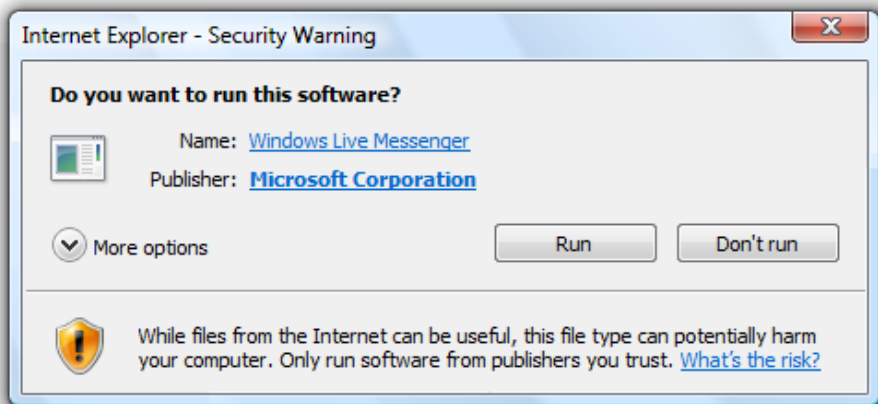 Internet Explorer - Security Warning
Do you want to run this software?
Name: Windows Live Messenger
Publisher: Microsoft Corporation
More options
Run
Don't run
While files from the Internet can be useful, this file type can potentially harm
your computer. Only run software from publishers you trust. What's the risk?